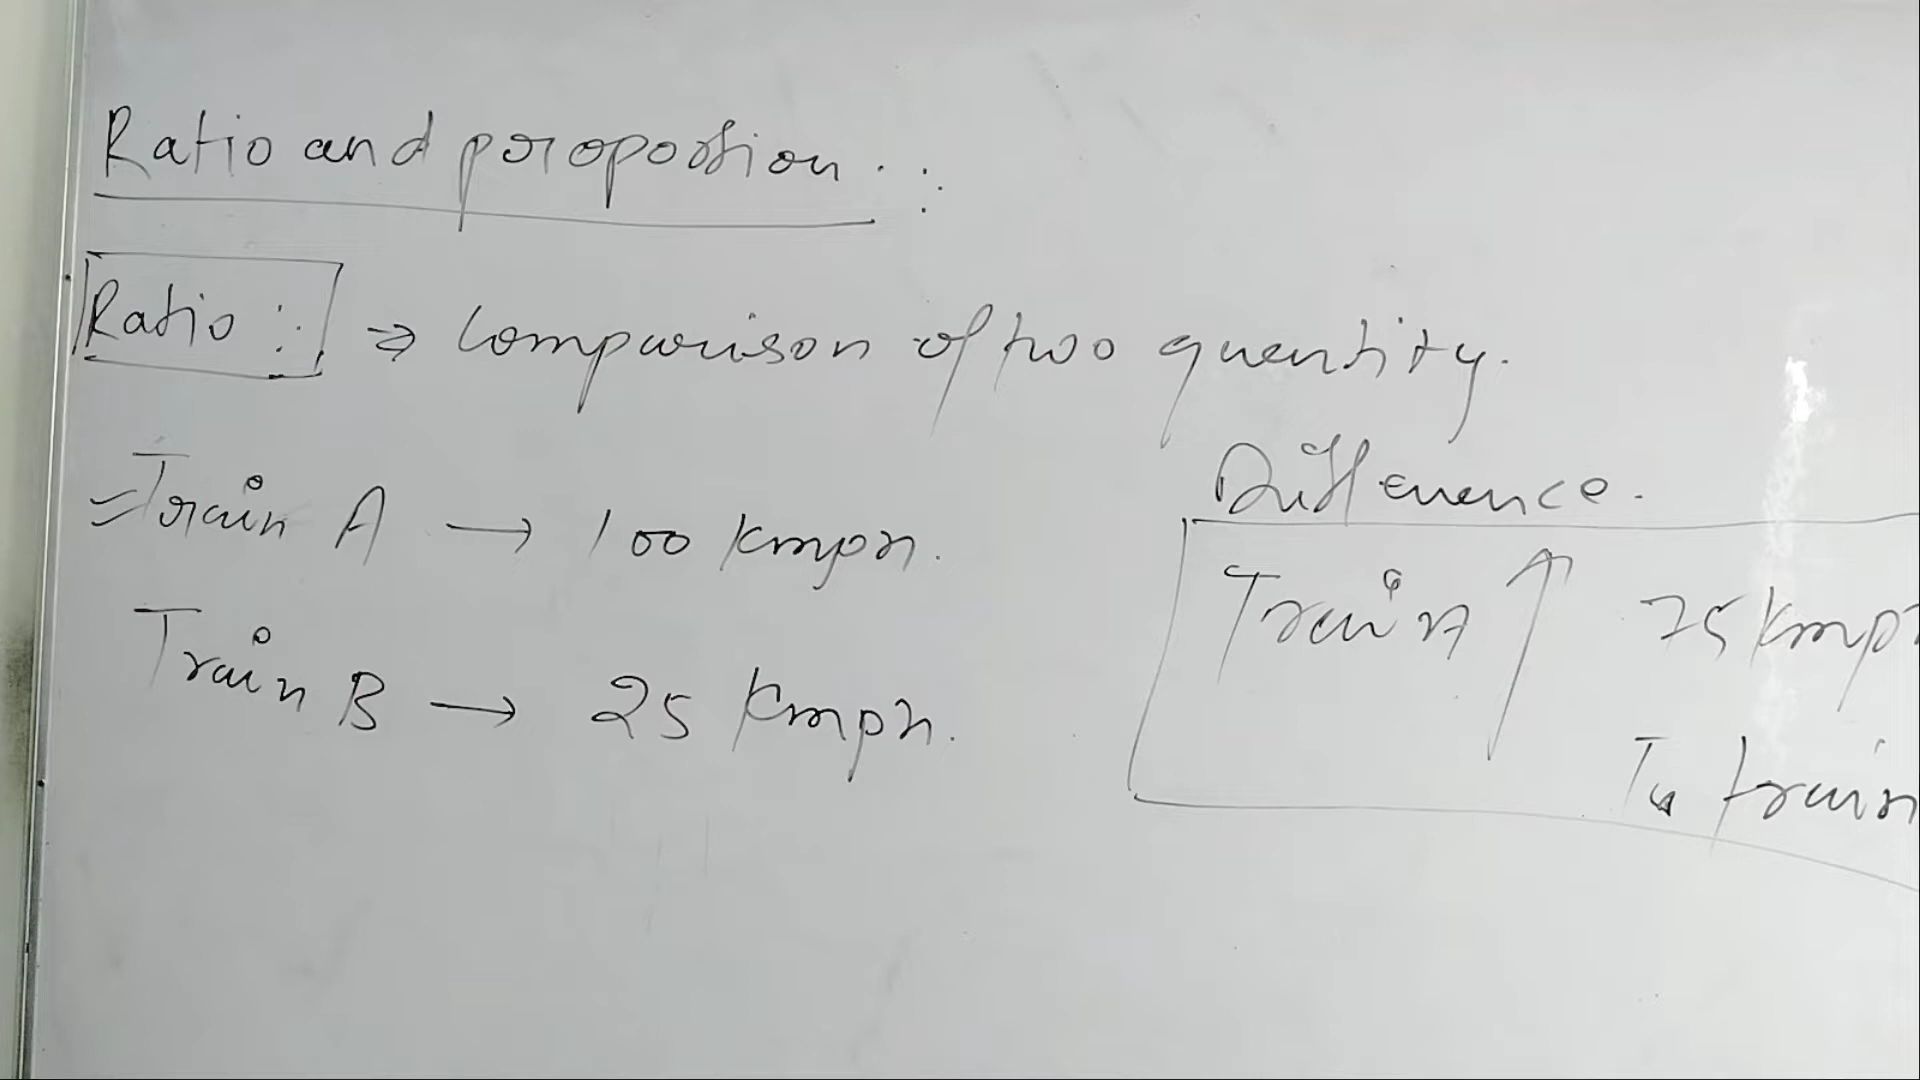 Ratio and proportion :
Ratio : ⇒ Comparison of two quantity.
Train A → 100 kmph.
Train B → 25 kmph.
Difference.
Train A ↑ 75 kmp
To train